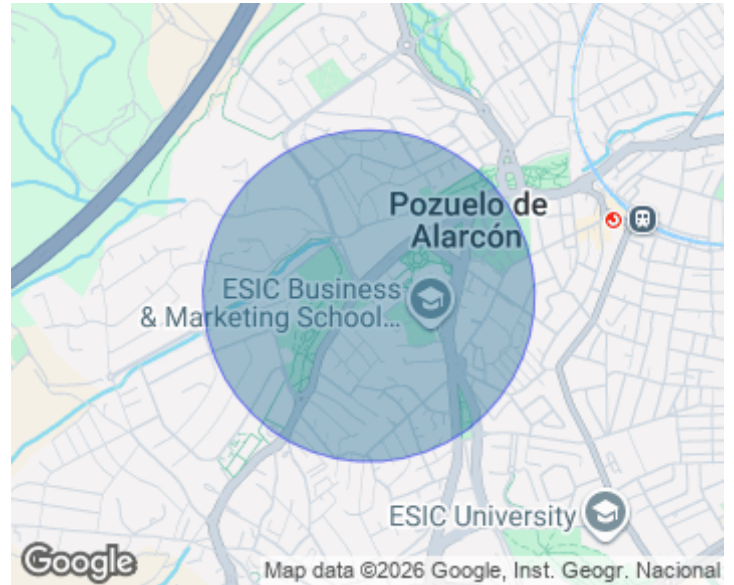 Pozuelo de
Alarcón
ESIC Business
& Marketing School...
ESIC University
Google
Map data ©2026 Google, Inst. Geogr. Nacional